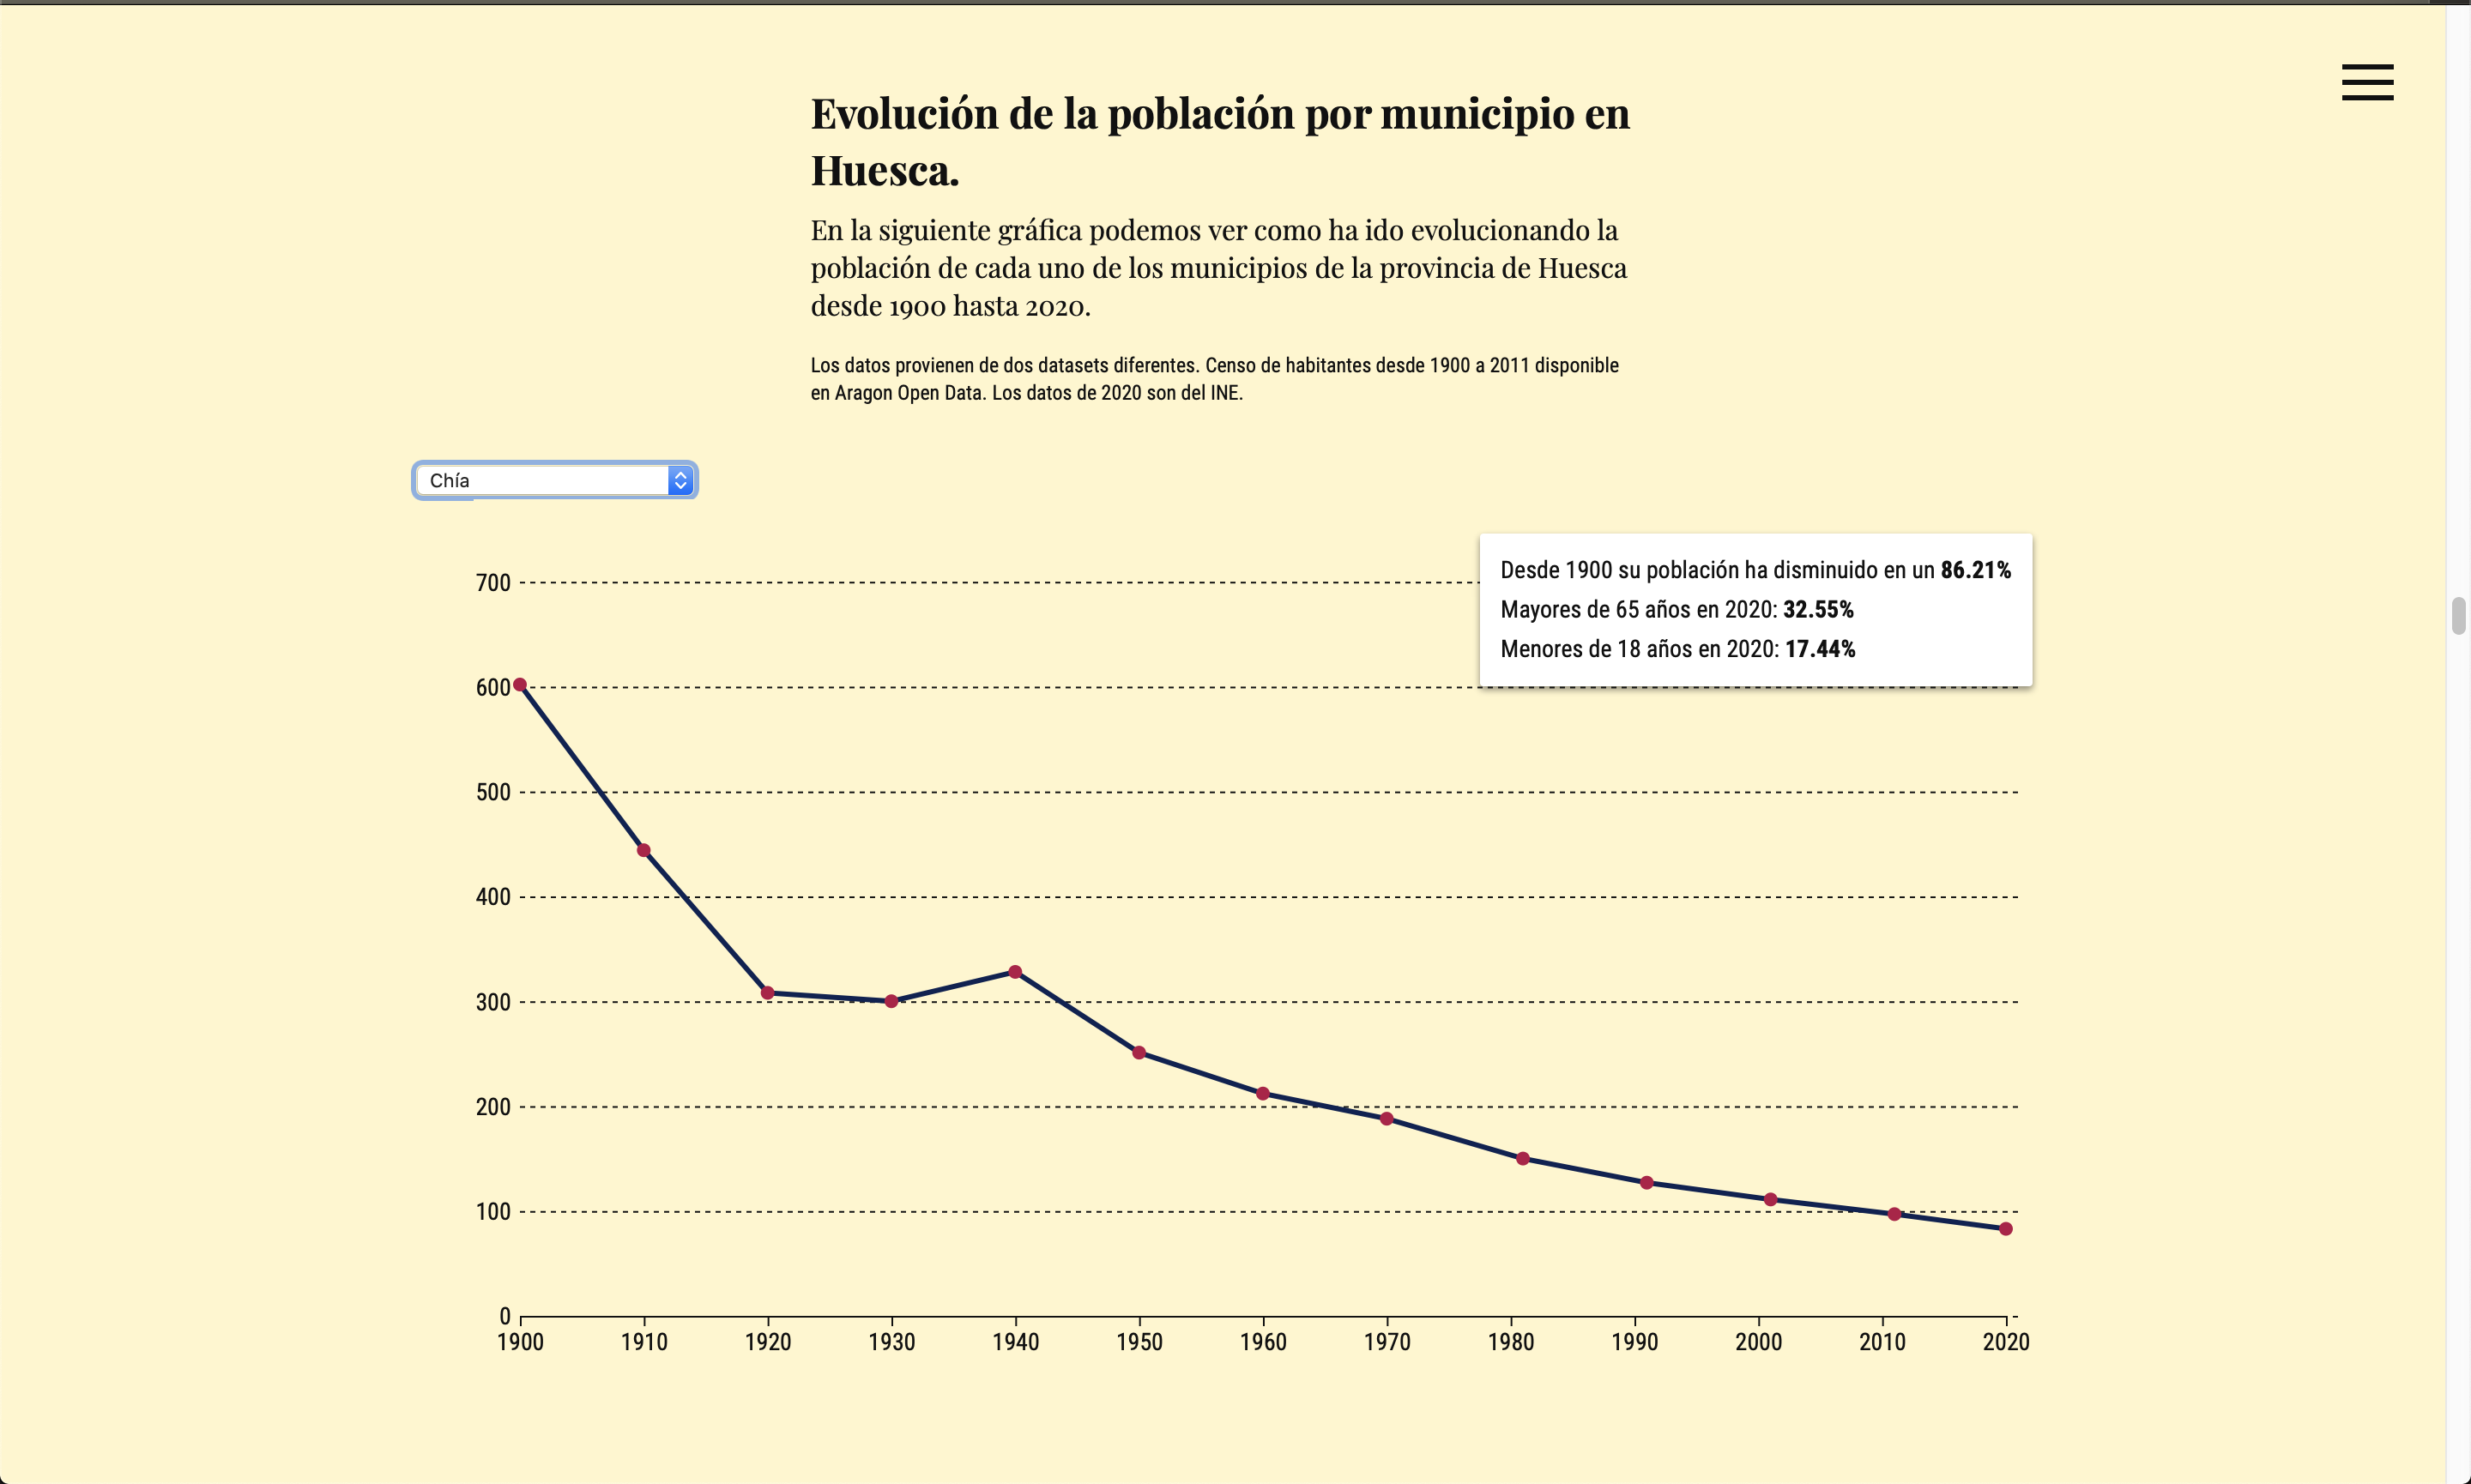 Evolución de la población por municipio en
Huesca.
En la siguiente gráfica podemos ver como ha ido evolucionando la
población de cada uno de los municipios de la provincia de Huesca
desde 1900 hasta 2020.
Los datos provienen de dos datasets diferentes. Censo de habitantes desde 1900 a 2011 disponible
en Aragon Open Data. Los datos de 2020 son del INE.
Chía
Desde 1900 su población ha disminuido en un 86.21%
Mayores de 65 años en 2020: 32.55%
Menores de 18 años en 2020: 17.44%
700
600
500
400
300
200
100
0
1900 1910 1920 1930 1940 1950 1960 1970 1980 1990 2000 2010 2020